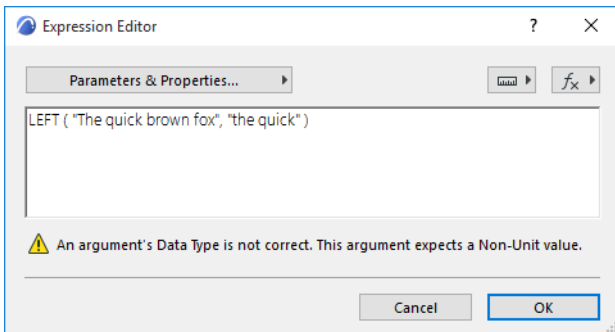 Expression Editor
?
Parameters & Properties...
fx
LEFT ( "The quick brown fox", "the quick" )
An argument's Data Type is not correct. This argument expects a Non-Unit value.
Cancel
OK